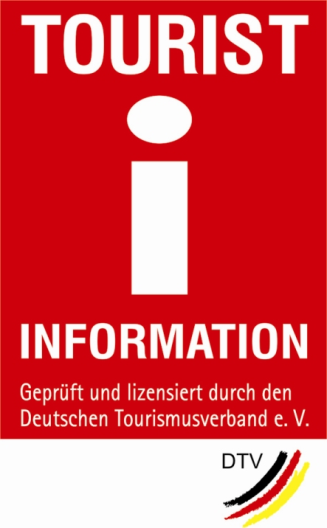 TOURIST
i
INFORMATION
Geprüft und lizensiert durch den
Deutschen Tourismusverband e. V.
DTV